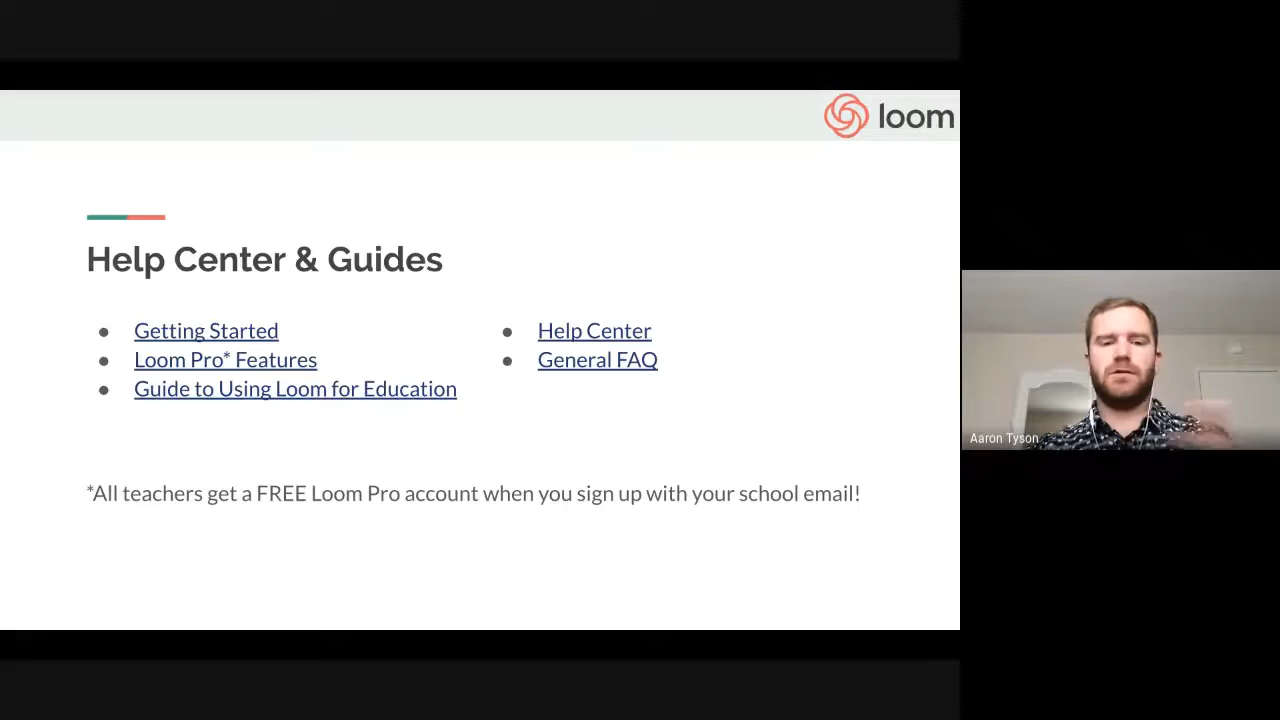 loom
Help Center & Guides
Getting Started
Loom Pro* Features
Guide to Using Loom for Education
Help Center
General FAQ
*All teachers get a FREE Loom Pro account when you sign up with your school email!
Aaron Tyson